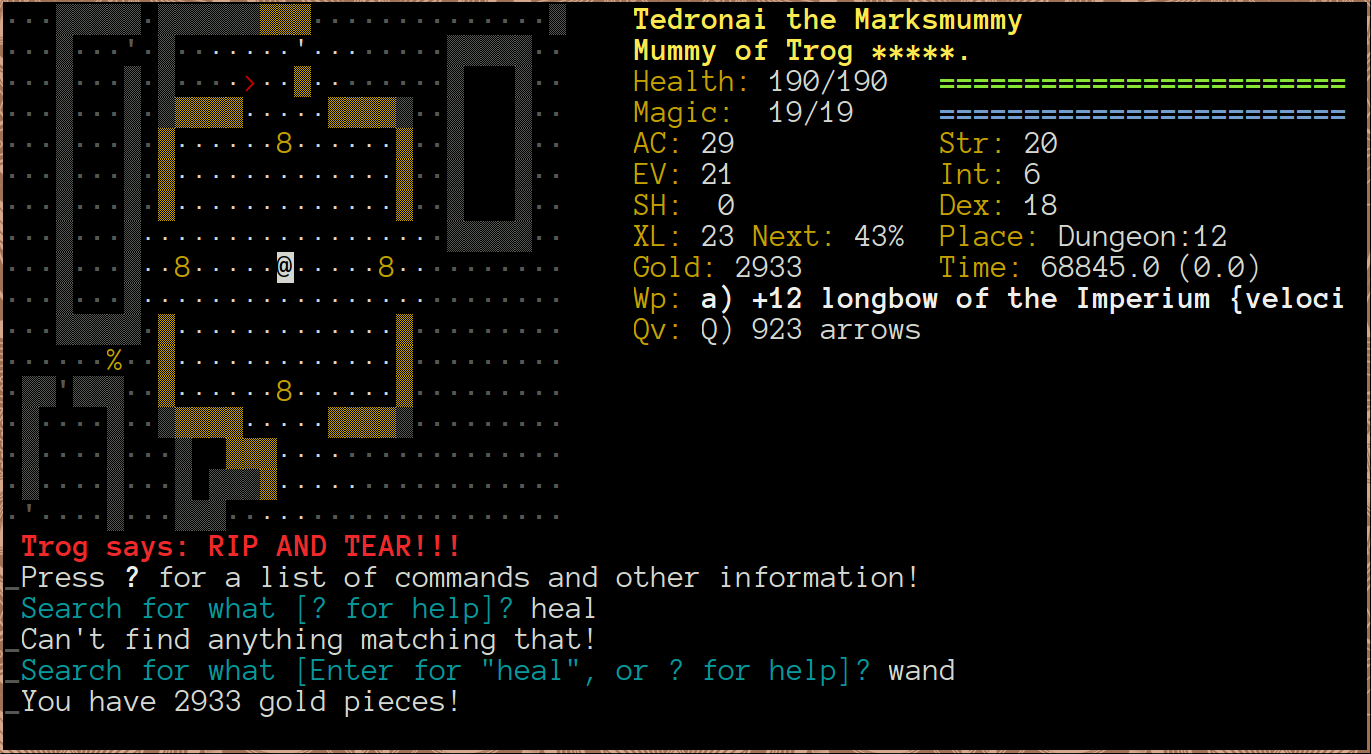 Tedronai the Marksmummy
Mummy of Trog *****.
Health: 190/190 ========================
Magic:  19/19 ========================
AC: 29 Str: 20
EV: 21 Int: 6
SH:  0 Dex: 18
XL: 23 Next: 43% Place: Dungeon:12
Gold: 2933 Time: 68845.0 (0.0)
Wp: a) +12 longbow of the Imperium {veloci
Qv: Q) 923 arrows
Trog says: RIP AND TEAR!!!
_Press ? for a list of commands and other information!
Search for what [? for help]? heal
_Can't find anything matching that!
_Search for what [Enter for "heal", or ? for help]? wand
_You have 2933 gold pieces!